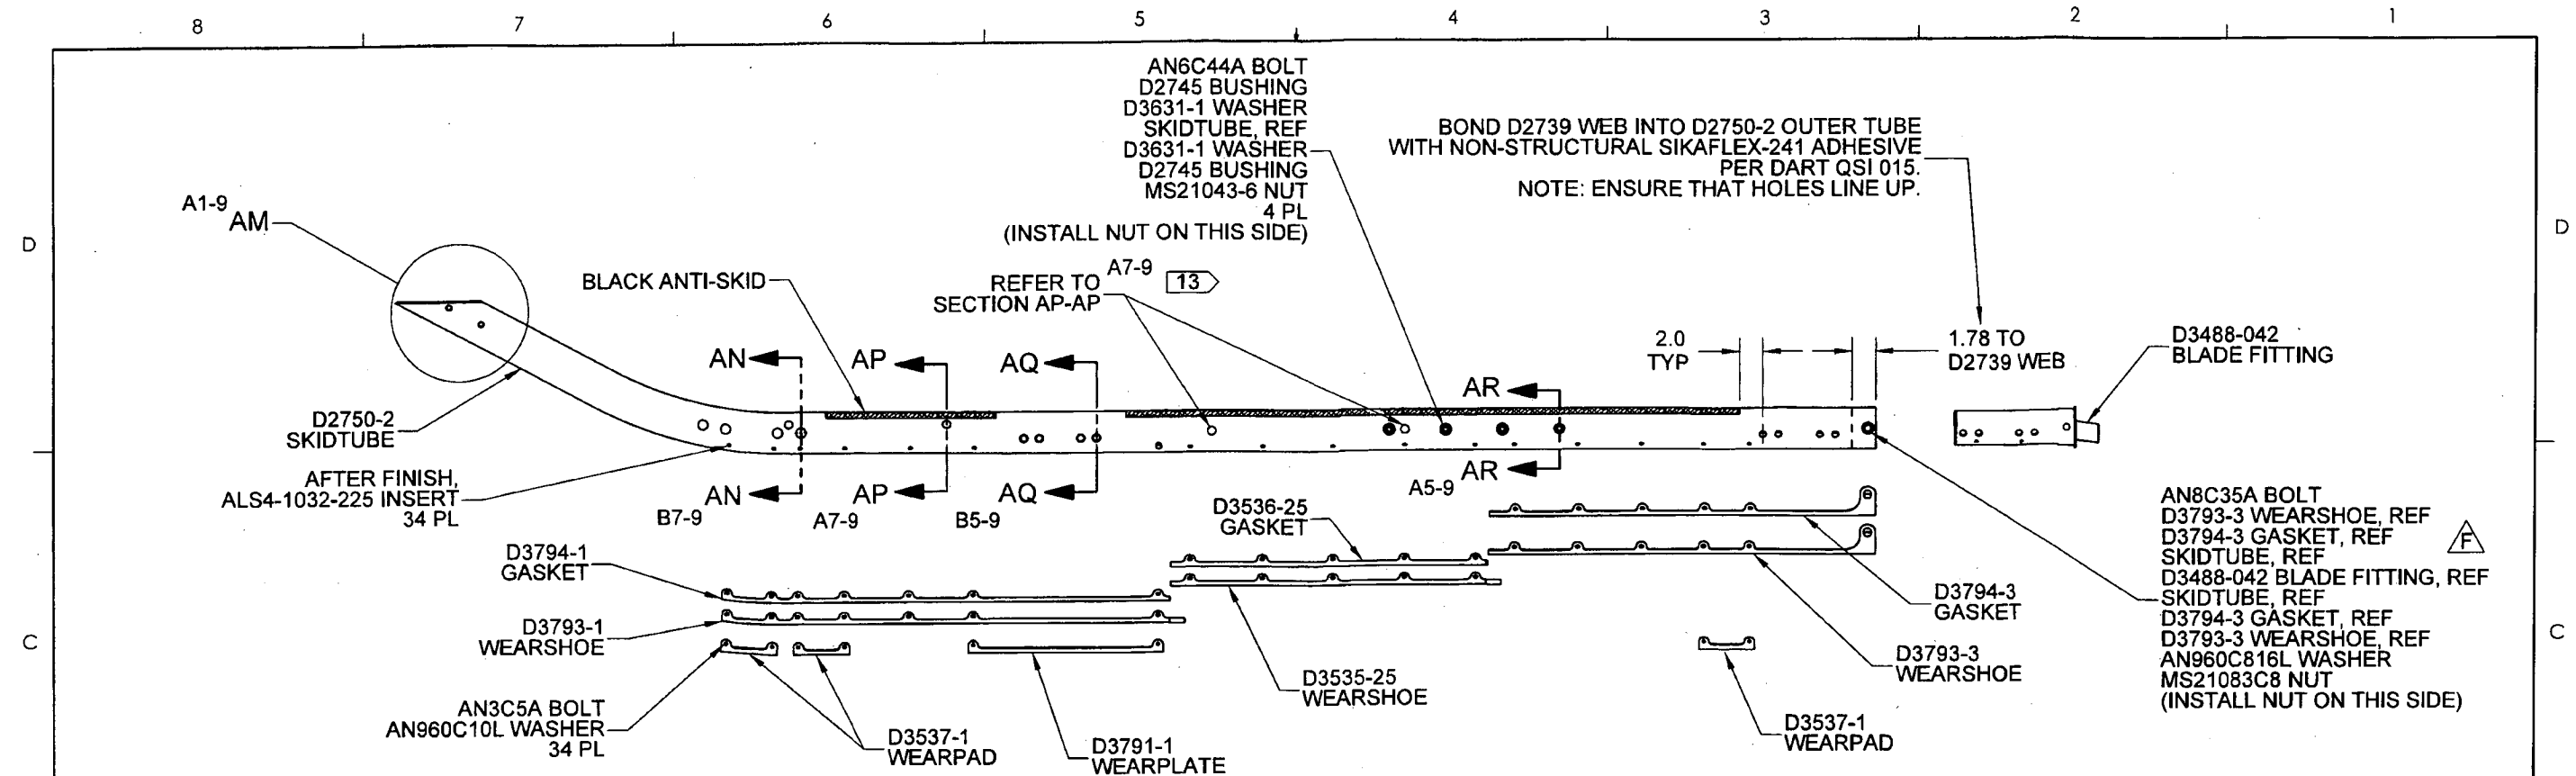 8 7 6 5 4 3 2 1
AN6C44A BOLT
D2745 BUSHING
D3631-1 WASHER
SKIDTUBE, REF
D3631-1 WASHER
D2745 BUSHING
MS21043-6 NUT
4 PL
(INSTALL NUT ON THIS SIDE)
BOND D2739 WEB INTO D2750-2 OUTER TUBE
WITH NON-STRUCTURAL SIKAFLEX-241 ADHESIVE
PER DART QSI 015.
NOTE: ENSURE THAT HOLES LINE UP.
A1-9
AM
D
D
BLACK ANTI-SKID
REFER TO
SECTION AP-AP
A7-9
13
2.0
TYP
1.78 TO
D2739 WEB
D3488-042
BLADE FITTING
AN
AP
AQ
AR
D2750-2
SKIDTUBE
AFTER FINISH,
ALS4-1032-225 INSERT
34 PL
AN
B7-9
AP
A7-9
AQ
B5-9
AR
A5-9
D3536-25
GASKET
AN8C35A BOLT
D3793-3 WEARSHOE, REF
D3794-3 GASKET, REF
SKIDTUBE, REF
D3488-042 BLADE FITTING, REF
SKIDTUBE, REF
D3794-3 GASKET, REF
D3793-3 WEARSHOE, REF
AN960C816L WASHER
MS21083C8 NUT
(INSTALL NUT ON THIS SIDE)
F
D3794-1
GASKET
D3793-1
WEARSHOE
D3794-3
GASKET
C
C
D3793-3
WEARSHOE
D3535-25
WEARSHOE
AN3C5A BOLT
AN960C10L WASHER
34 PL
D3537-1
WEARPAD
D3791-1
WEARPLATE
D3537-1
WEARPAD